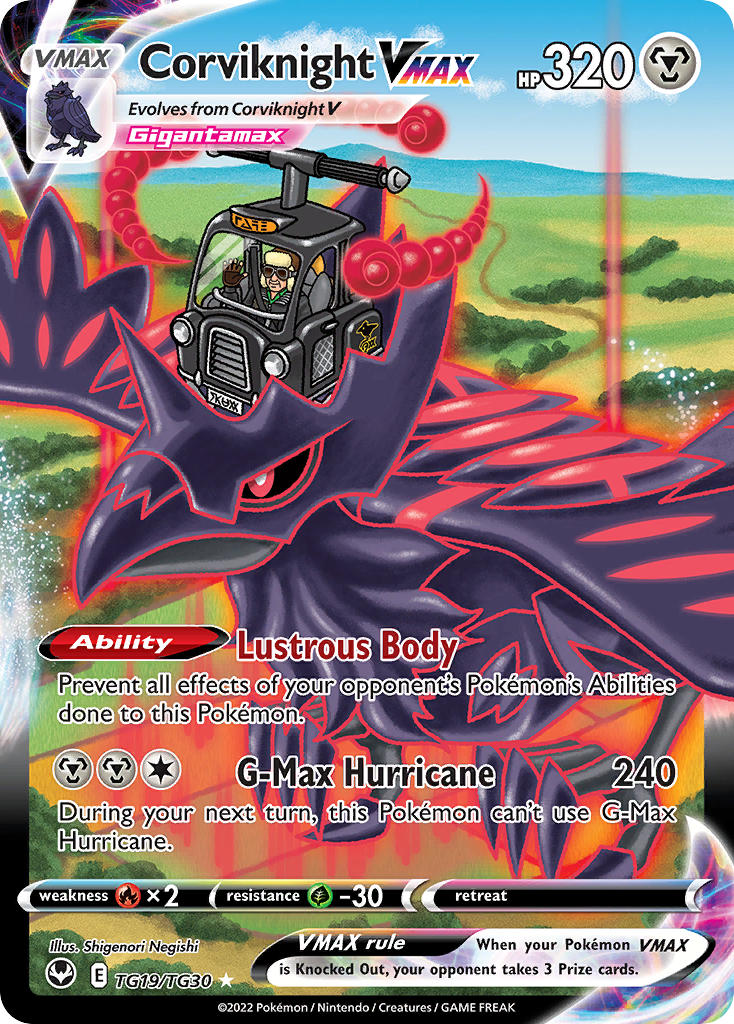 VMAX
Corviknight VMAX
HP 320
Evolves from Corviknight V
Gigantamax
Ability Lustrous Body
Prevent all effects of your opponent's Pokémon's Abilities
done to this Pokémon.
G-Max Hurricane 240
During your next turn, this Pokémon can't use G-Max
Hurricane.
weakness ×2 resistance -30 retreat
Illus. Shigenori Negishi
VMAX rule When your Pokémon VMAX
is Knocked Out, your opponent takes 3 Prize cards.
E TG19/TG30 ★
©2022 Pokémon / Nintendo / Creatures / GAME FREAK